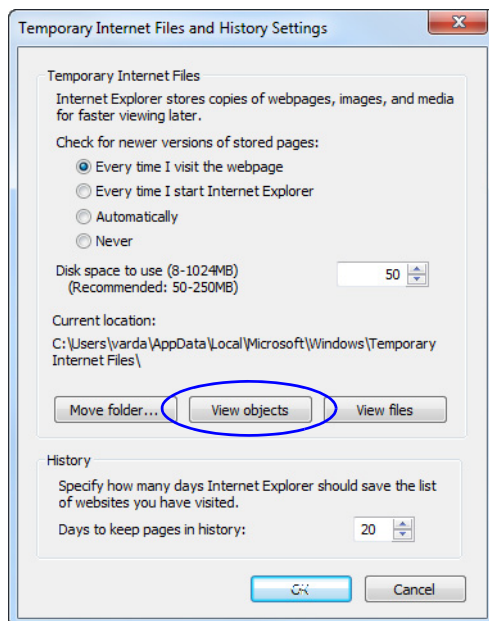 Temporary Internet Files and History Settings
Temporary Internet Files
Internet Explorer stores copies of webpages, images, and media
for faster viewing later.
Check for newer versions of stored pages:
Every time I visit the webpage
Every time I start Internet Explorer
Automatically
Never
Disk space to use (8-1024MB) 50
(Recommended: 50-250MB)
Current location:
C:\Users\varda\AppData\Local\Microsoft\Windows\Temporary
Internet Files\
Move folder... View objects View files
History
Specify how many days Internet Explorer should save the list
of websites you have visited.
Days to keep pages in history: 20
OK Cancel